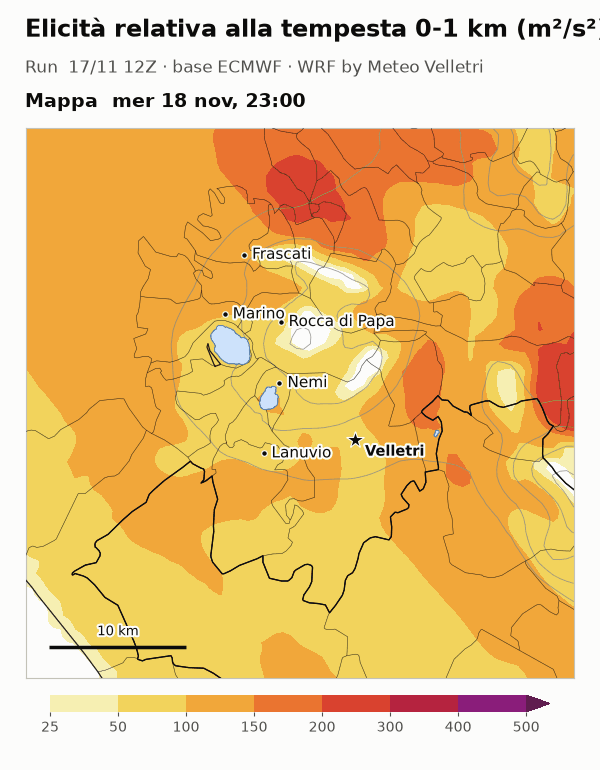 Elicità relativa alla tempesta 0-1 km (m²/s²)
Run  17/11 12Z · base ECMWF · WRF by Meteo Velletri
Mappa  mer 18 nov, 23:00
Frascati
Marino
Rocca di Papa
Nemi
Velletri
Lanuvio
10 km
25 50 100 150 200 300 400 500